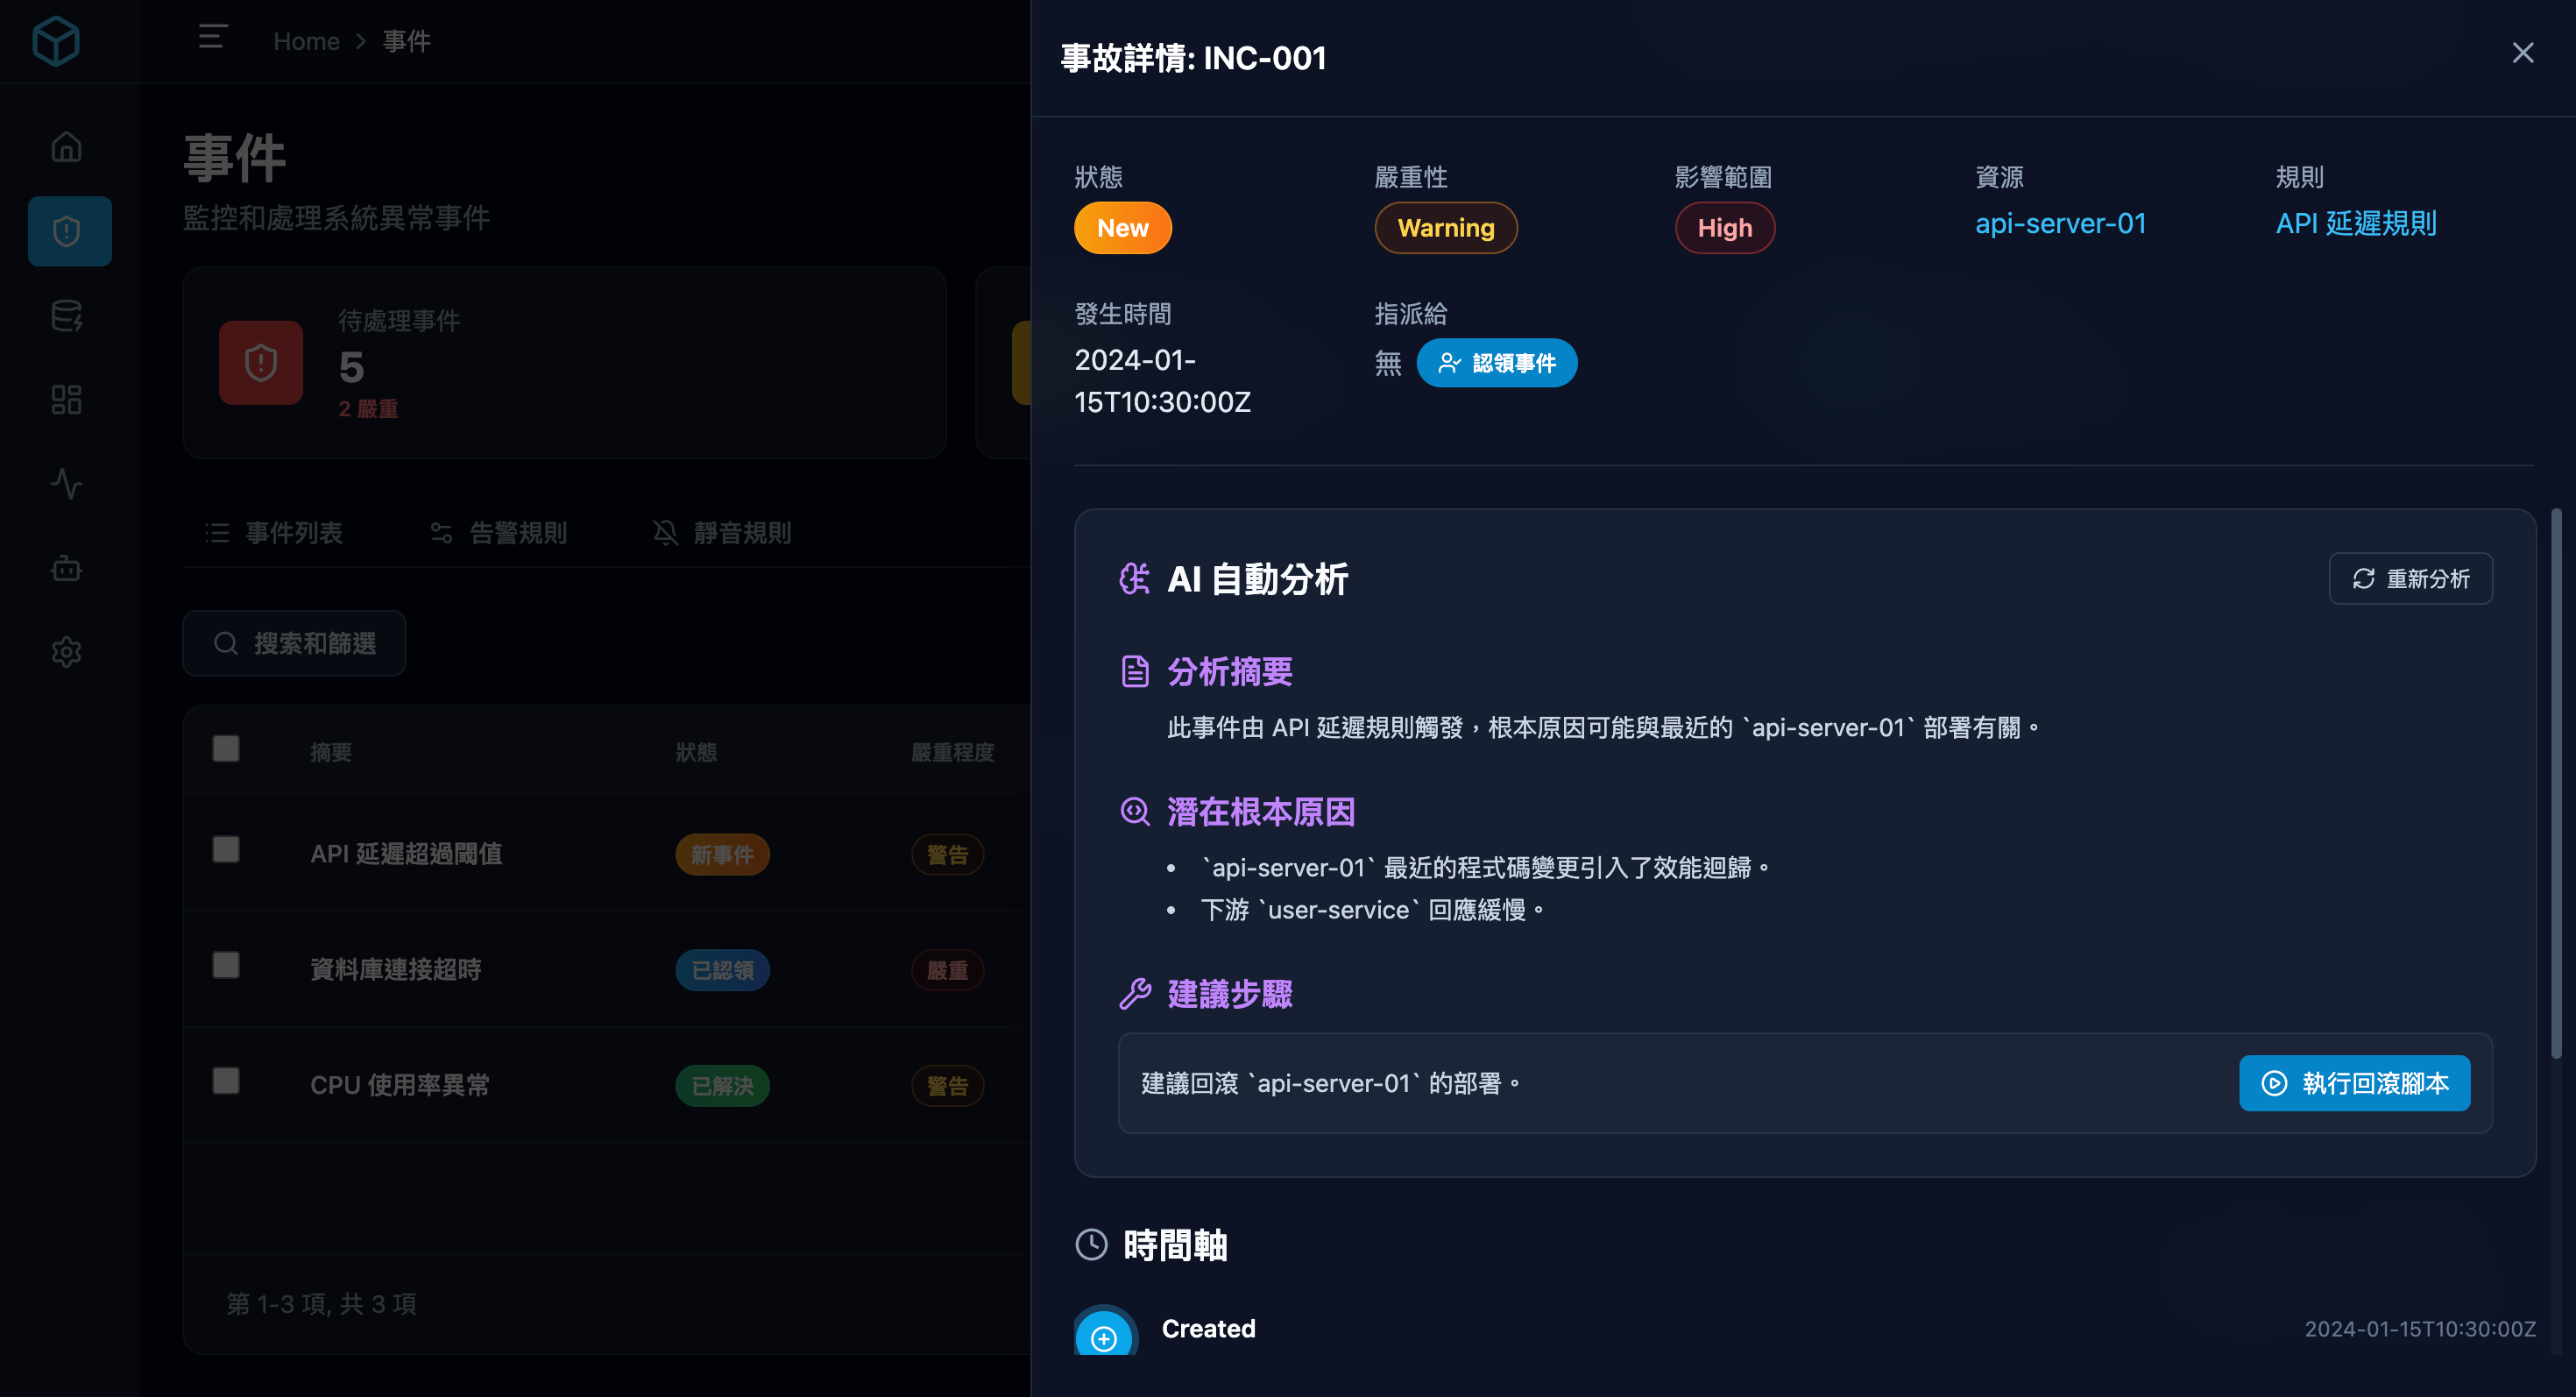 Home > 事件
事件
監控和處理系統異常事件
待處理事件
5
2 嚴重
事件列表
告警規則
靜音規則
搜索和篩選
摘要 狀態 嚴重程度
API 延遲超過閾值 新事件 警告
資料庫連接超時 已認領 嚴重
CPU 使用率異常 已解決 警告
第 1-3 項, 共 3 項
事故詳情: INC-001
狀態 嚴重性 影響範圍 資源 規則
New Warning High api-server-01 API 延遲規則
發生時間 指派給
2024-01-
15T10:30:00Z
無 認領事件
AI 自動分析
重新分析
分析摘要
此事件由 API 延遲規則觸發，根本原因可能與最近的 `api-server-01` 部署有關。
潛在根本原因
• `api-server-01` 最近的程式碼變更引入了效能迴歸。
• 下游 `user-service` 回應緩慢。
建議步驟
建議回滾 `api-server-01` 的部署。
執行回滾腳本
時間軸
Created
2024-01-15T10:30:00Z